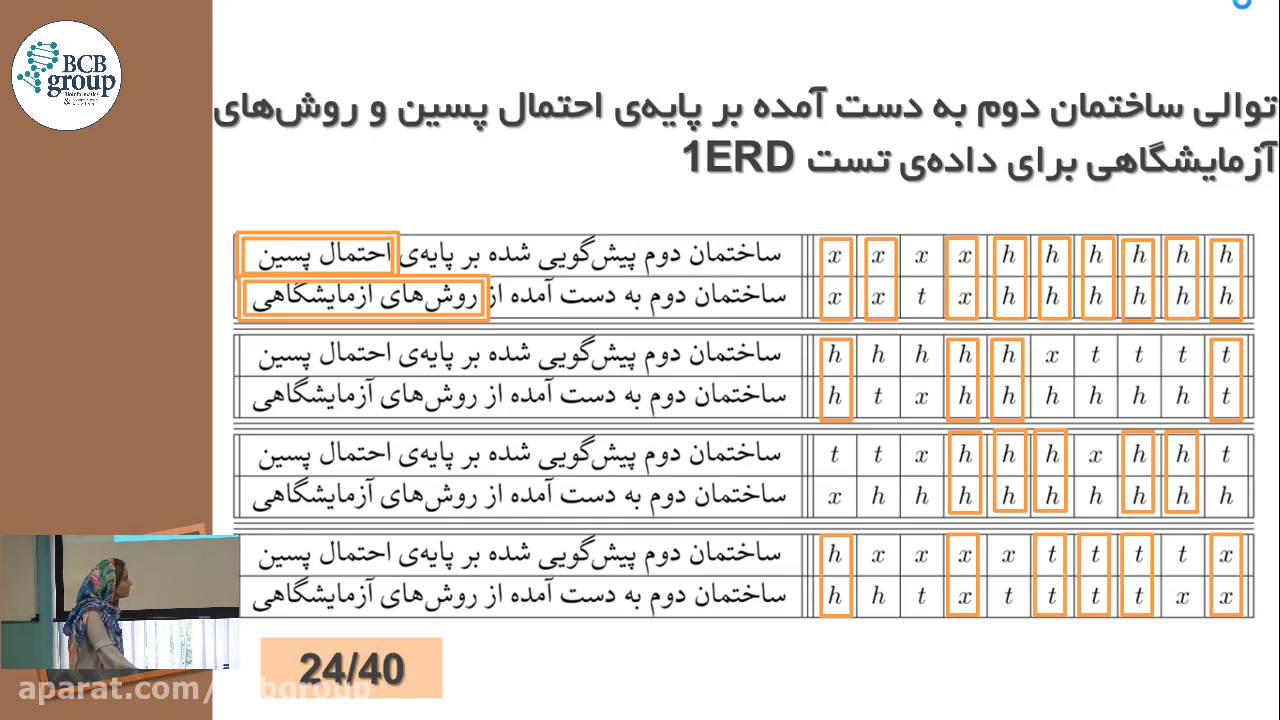 BCB
group
Bioinformatics
&
توالی ساختمان دوم به دست آمده بر پایه‌ی احتمال پسین و روش‌های
آزمایشگاهی برای داده‌ی تست 1ERD
ساختمان دوم پیش‌گویی شده بر پایه‌ی احتمال پسین x x x x h h h h h h
ساختمان دوم به دست آمده از روش‌های آزمایشگاهی x x t x h h h h h h
ساختمان دوم پیش‌گویی شده بر پایه‌ی احتمال پسین h h h h h x t t t t
ساختمان دوم به دست آمده از روش‌های آزمایشگاهی h t x h h h h h h t
ساختمان دوم پیش‌گویی شده بر پایه‌ی احتمال پسین t t x h h h x h h t
ساختمان دوم به دست آمده از روش‌های آزمایشگاهی x h h h h h h h h h
ساختمان دوم پیش‌گویی شده بر پایه‌ی احتمال پسین h x x x x t t t t x
ساختمان دوم به دست آمده از روش‌های آزمایشگاهی h h t x t t t t x x
24/40
aparat.com/bcbgroup